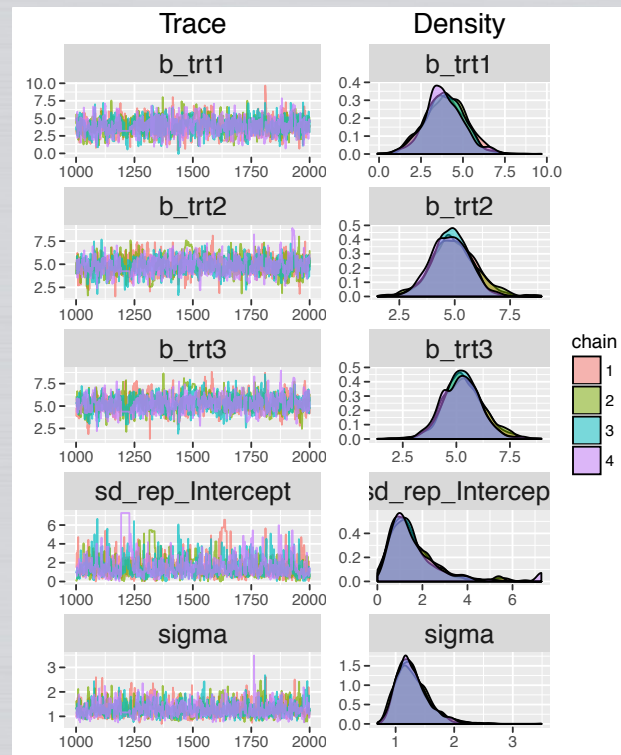 Trace Density
b_trt1 b_trt1
10.0
7.5
5.0
2.5
0.0
1000 1250 1500 1750 2000
0.4
0.3
0.2
0.1
0.0
2.5 5.0 7.5 10.0
b_trt2 b_trt2
7.5
5.0
2.5
1000 1250 1500 1750 2000
0.5
0.4
0.3
0.2
0.1
0.0
2.5 5.0 7.5
b_trt3 b_trt3
7.5
5.0
2.5
1000 1250 1500 1750 2000
0.5
0.4
0.3
0.2
0.1
0.0
2.5 5.0 7.5
chain
1
2
3
4
sd_rep_Intercept sd_rep_Intercep
6
4
2
0
1000 1250 1500 1750 2000
0.4
0.2
0.0
0 2 4 6
sigma sigma
3
2
1
1000 1250 1500 1750 2000
1.5
1.0
0.5
0.0
1 2 3